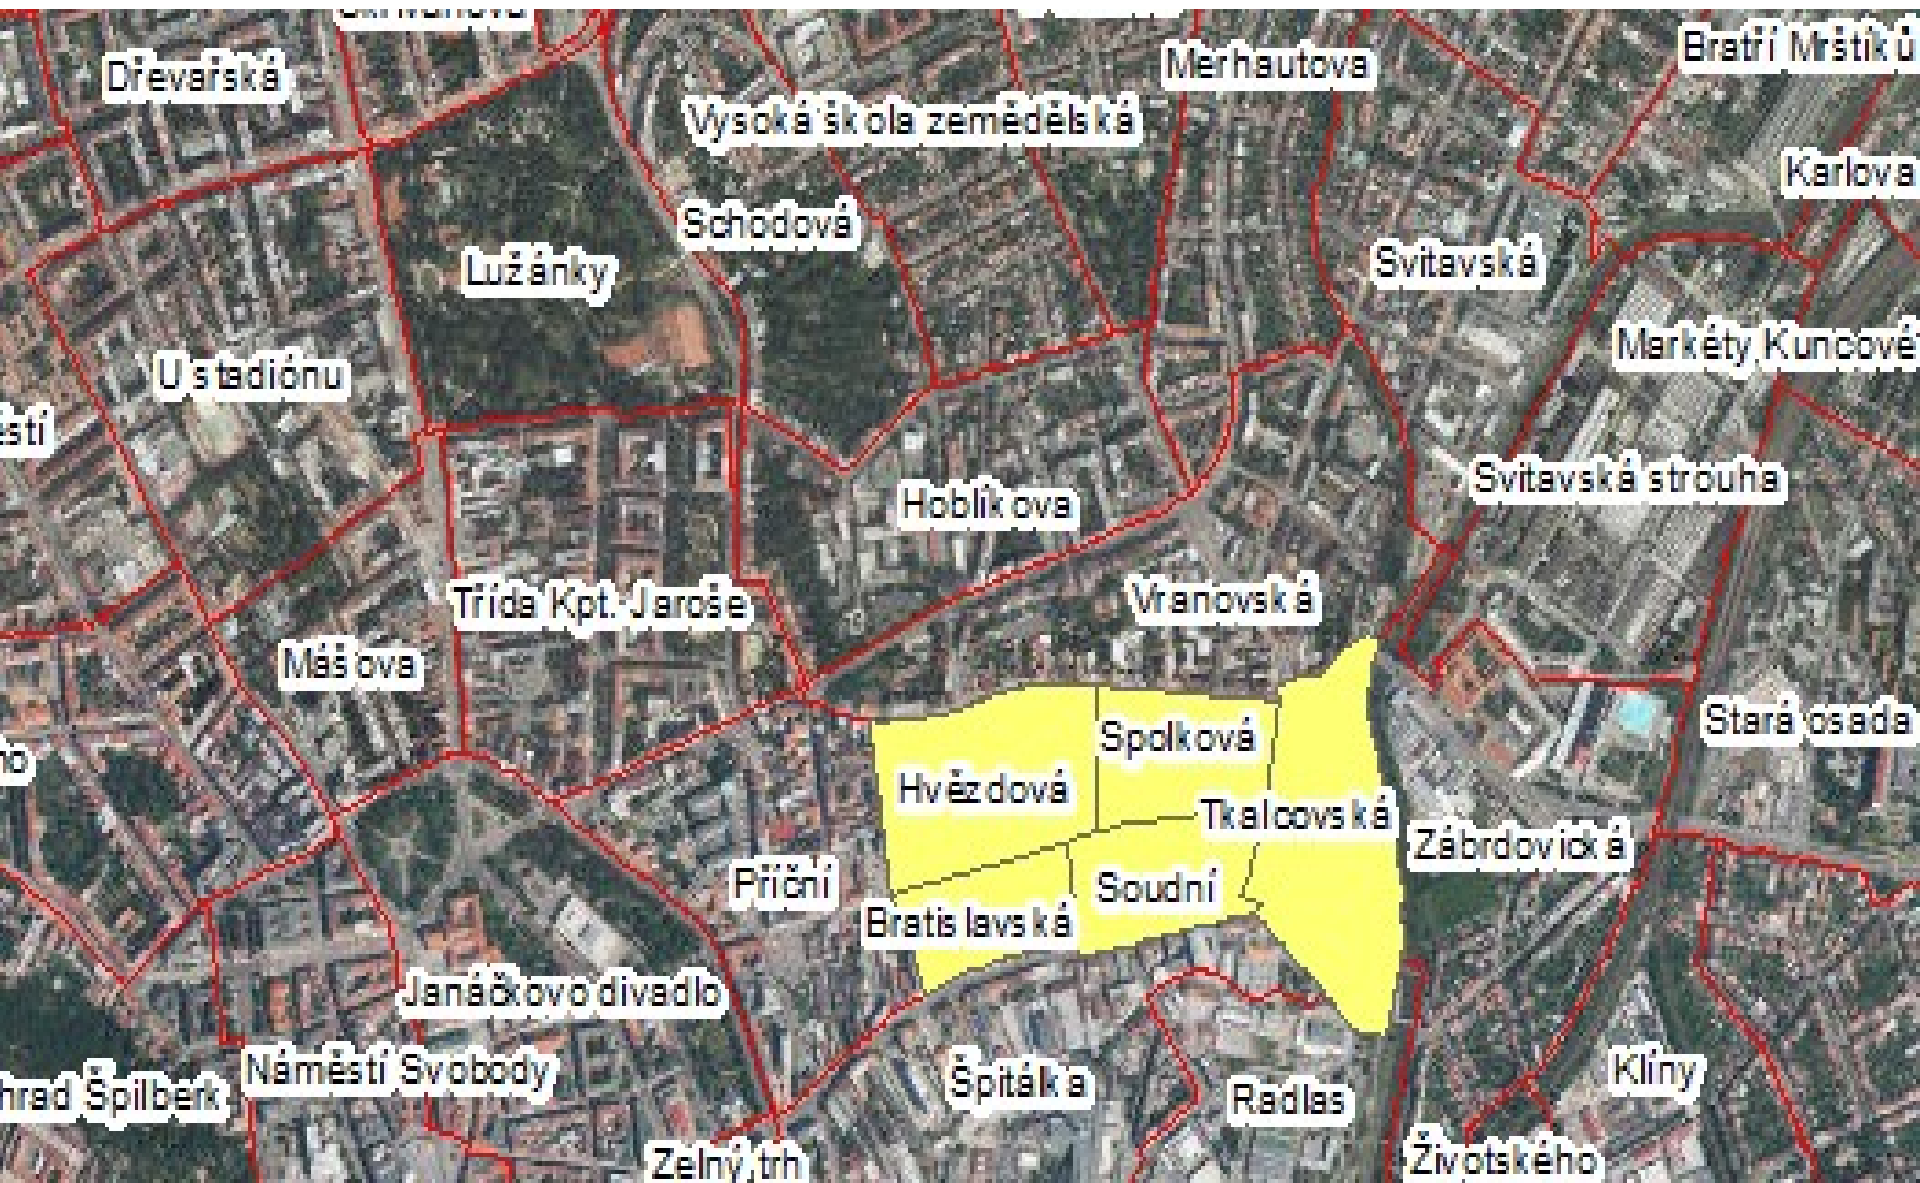 Bratří Mrštíků
Merhautova
Dřevařská
Vysoká škola zemědělská
Karlova
Schodová
Svitavská
Lužánky
Markéty Kuncové
U stadiónu
Svitavská strouha
Hoblíkova
Vranovská
Třída Kpt. Jaroše
Mášova
Stará osada
Spolková
Hvězdová
Tkalcovská
Zábrdovická
Příční
Soudní
Bratislavská
Janáčkovo divadlo
Náměstí Svobody
Klíny
Špitálka
hrad Špilberk
Radlas
Zelný trh
Životského